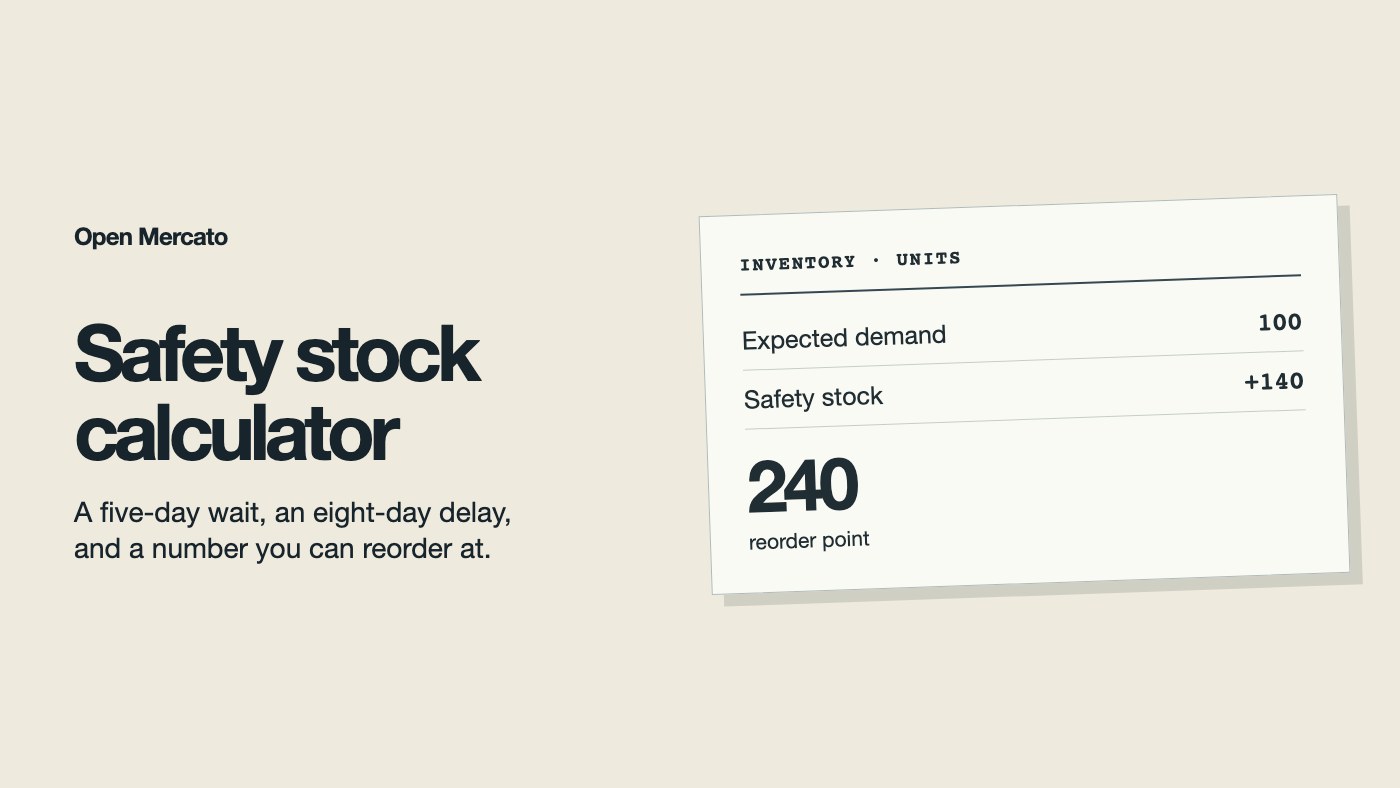 Open Mercato
Safety stock
calculator
A five-day wait, an eight-day delay,
and a number you can reorder at.
INVENTORY · UNITS
Expected demand 100
Safety stock +140
240
reorder point